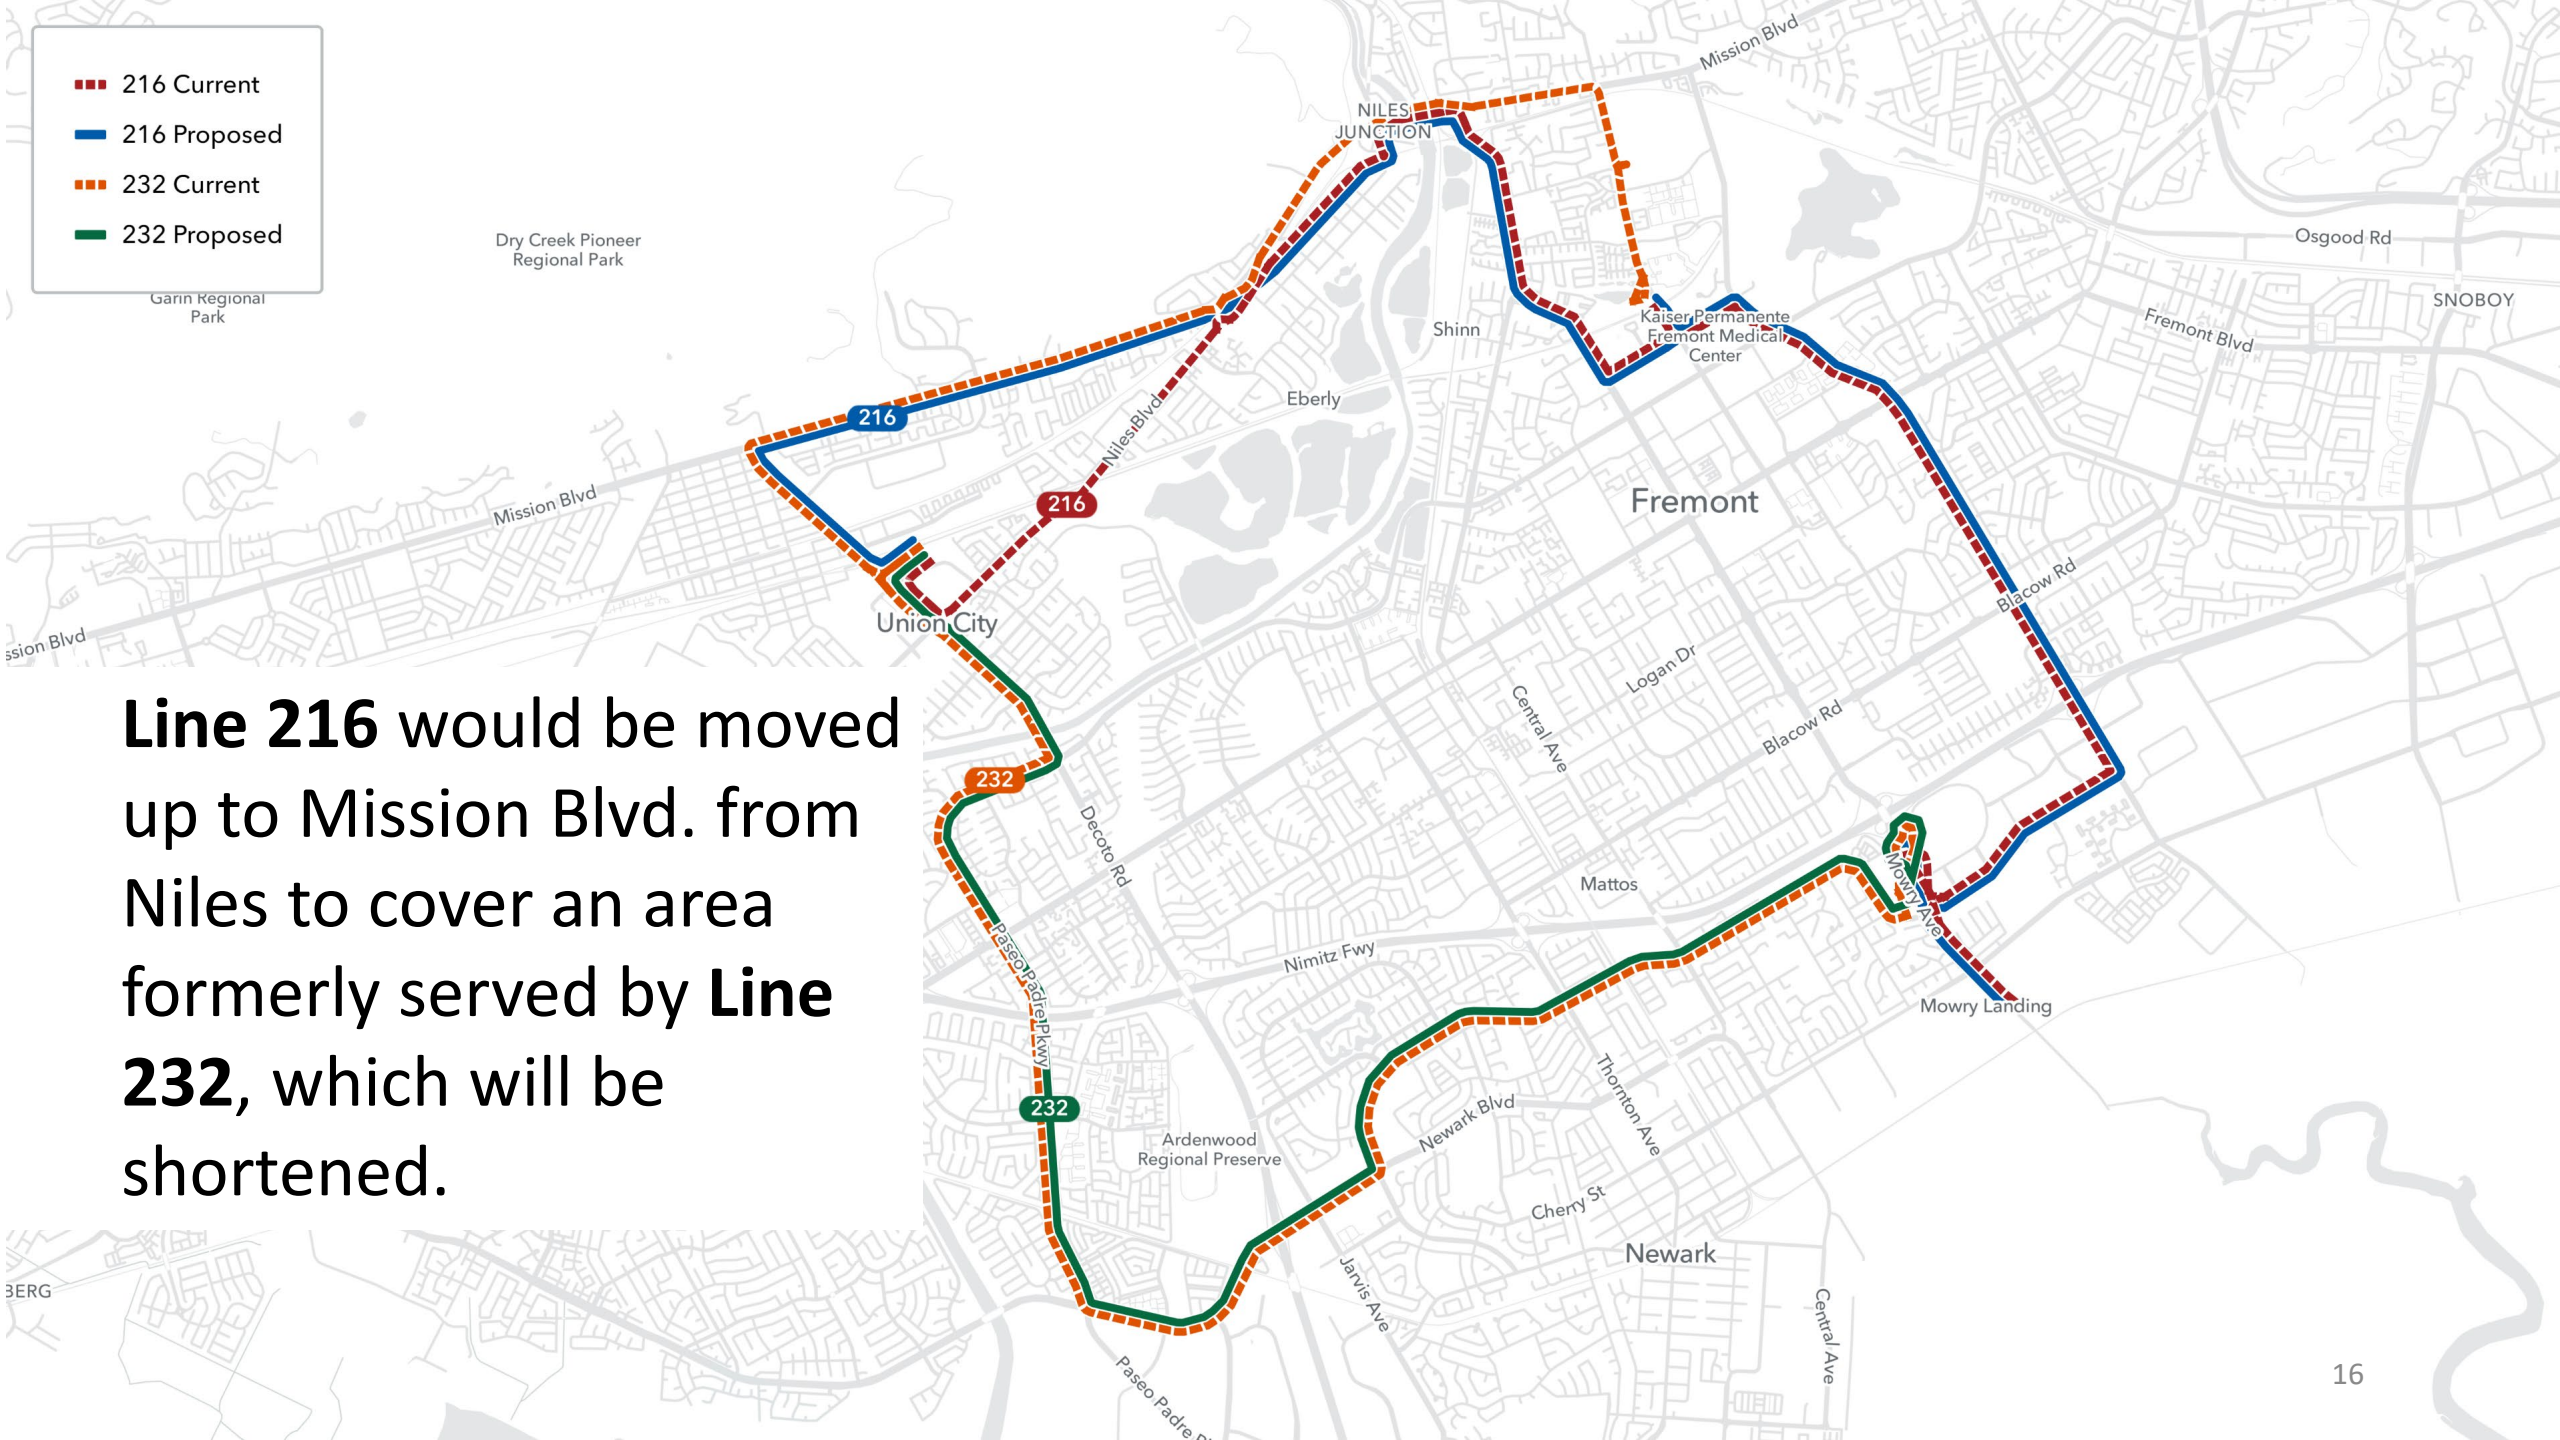 216 Current
216 Proposed
232 Current
232 Proposed
Mission Blvd
NILES
JUNCTION
Dry Creek Pioneer
Regional Park
Osgood Rd
Garin Regional
Park
SNOBOY
Kaiser Permanente
Fremont Medical
Center
Shinn
Fremont Blvd
Eberly
216
Niles Blvd
Mission Blvd
216
Fremont
Blacow Rd
Union City
ssion Blvd
Logan Dr
Central Ave
Blacow Rd
232
Decoto Rd
Mattos
Mowry Ave
Paseo Padre Pkwy
Nimitz Fwy
Mowry Landing
Line 216 would be moved
up to Mission Blvd. from
Niles to cover an area
formerly served by Line
232, which will be
shortened.
232
Newark Blvd
Thornton Ave
Ardenwood
Regional Preserve
Cherry St
Newark
BERG
Jarvis Ave
Central Ave
Paseo Padre P
16